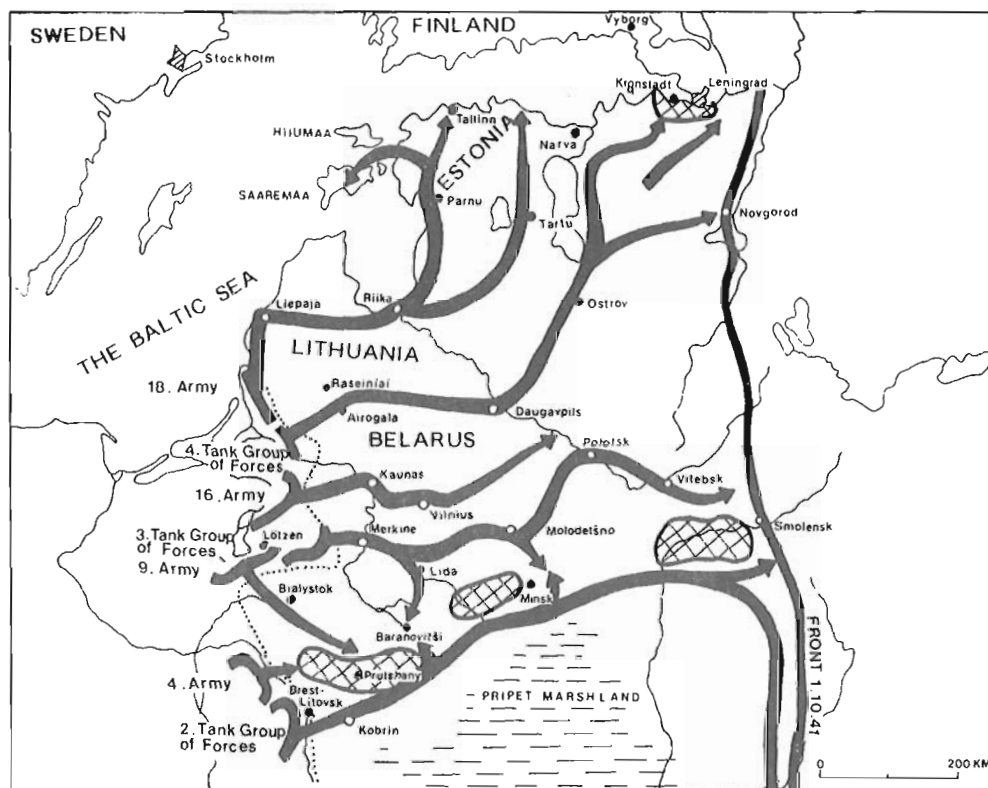 SWEDEN
FINLAND
Vyborg
Stockholm
Kronstadt
Leningrad
Tallinn
HIIUMAA
ESTONIA
Narva
SAAREMAA
Parnu
Tartu
Novgorod
THE BALTIC SEA
Liepaja
Riika
Ostrov
LITHUANIA
18. Army
Raseiniai
Airogala
Daugavpils
BELARUS
4. Tank Group
of Forces
Pototsk
Kaunas
Vitebsk
16. Army
Vilnius
3. Tank Group
of Forces
Lötzen
Merkine
Molodetšno
Smolensk
9. Army
Lida
Bialystok
Minsk
Baranovitši
4. Army
Prutshany
Brest-
Litovsk
PRIPET MARSHLAND
FRONT 1.10.41
2. Tank Group
of Forces
Kobrin
0
200 KM